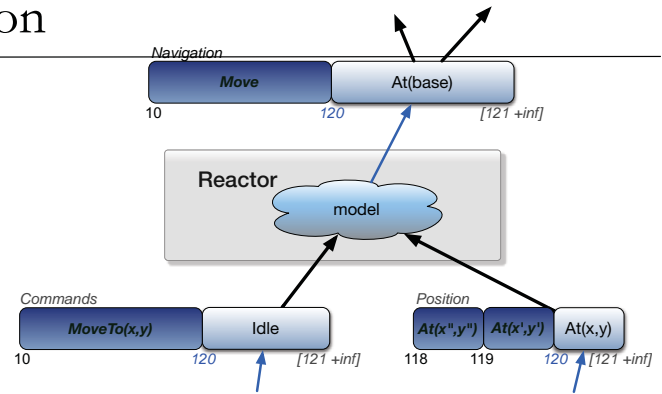 on
Navigation
Move At(base)
10 120 [121 +inf]
Reactor
model
Commands Position
MoveTo(x,y) Idle At(x",y") At(x',y') At(x,y)
10 120 [121 +inf] 118 119 120 [121 +inf]